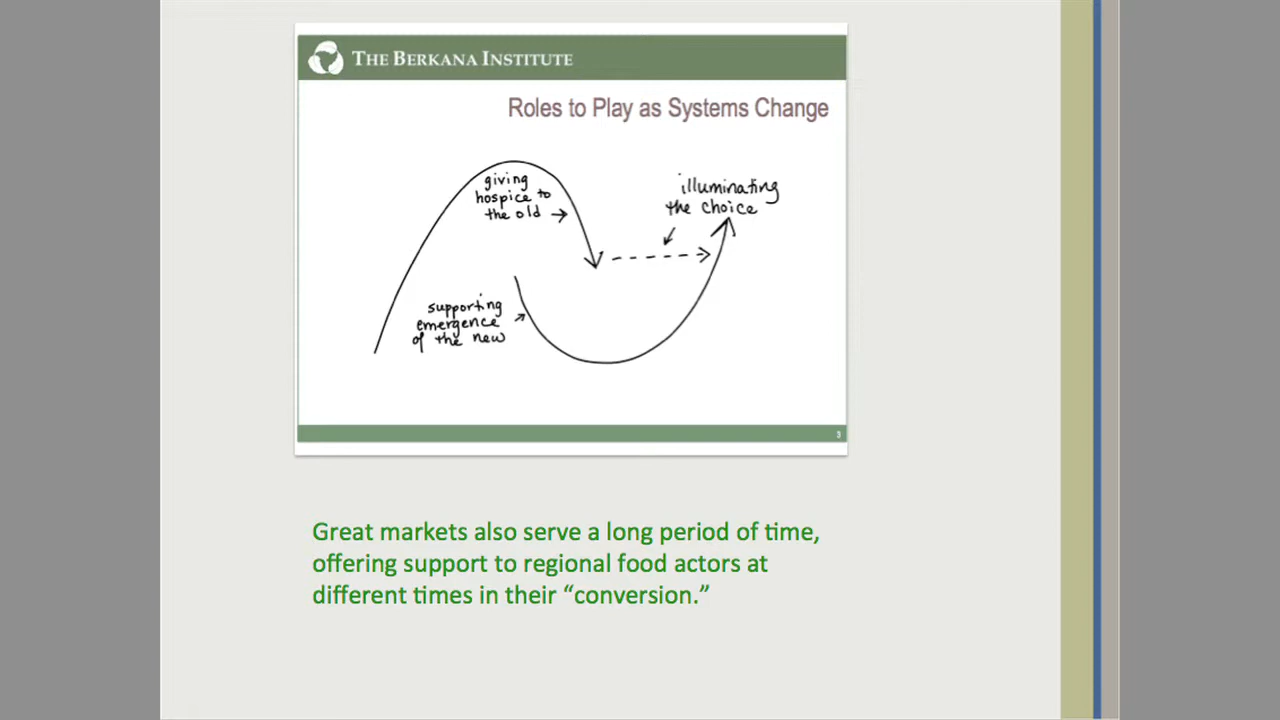 THE BERKANA INSTITUTE
Roles to Play as Systems Change
giving
hospice to
the old
illuminating
the choice
supporting
emergence
of the new
3
Great markets also serve a long period of time,
offering support to regional food actors at
different times in their “conversion.”